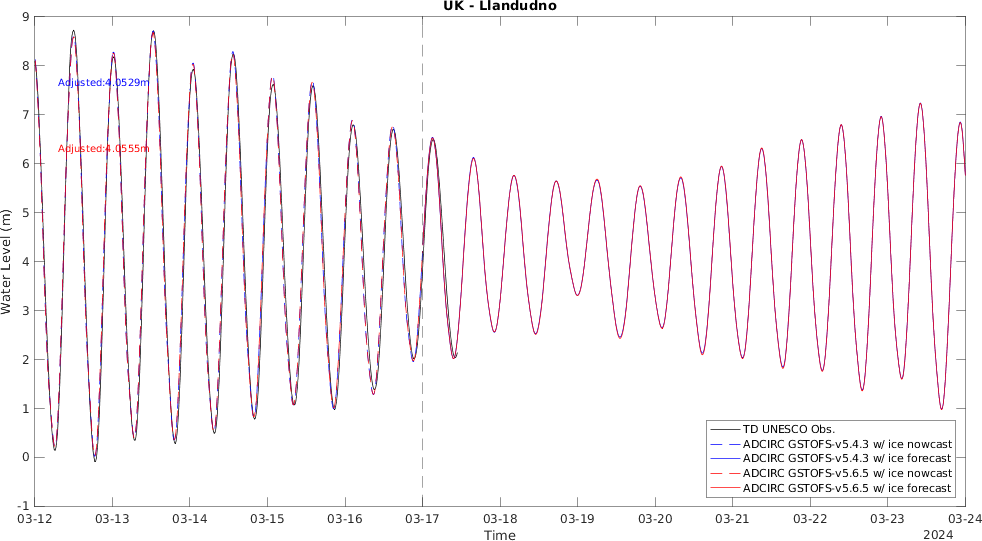 UK - Llandudno
9
8
7
6
5
4
3
2
1
0
-1
Water Level (m)
Adjusted:4.0529m
Adjusted:4.0555m
TD UNESCO Obs.
ADCIRC GSTOFS-v5.4.3 w/ ice nowcast
ADCIRC GSTOFS-v5.4.3 w/ ice forecast
ADCIRC GSTOFS-v5.6.5 w/ ice nowcast
ADCIRC GSTOFS-v5.6.5 w/ ice forecast
03-12 03-13 03-14 03-15 03-16 03-17 03-18 03-19 03-20 03-21 03-22 03-23 03-24
Time
2024